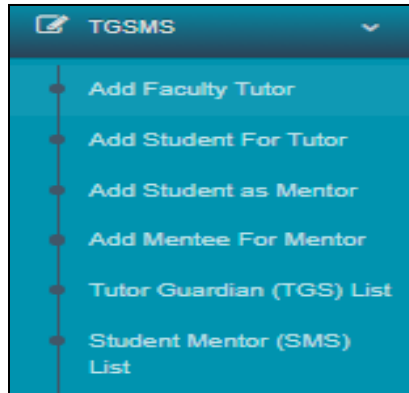 TGSMS
Add Faculty Tutor
Add Student For Tutor
Add Student as Mentor
Add Mentee For Mentor
Tutor Guardian (TGS) List
Student Mentor (SMS)
List